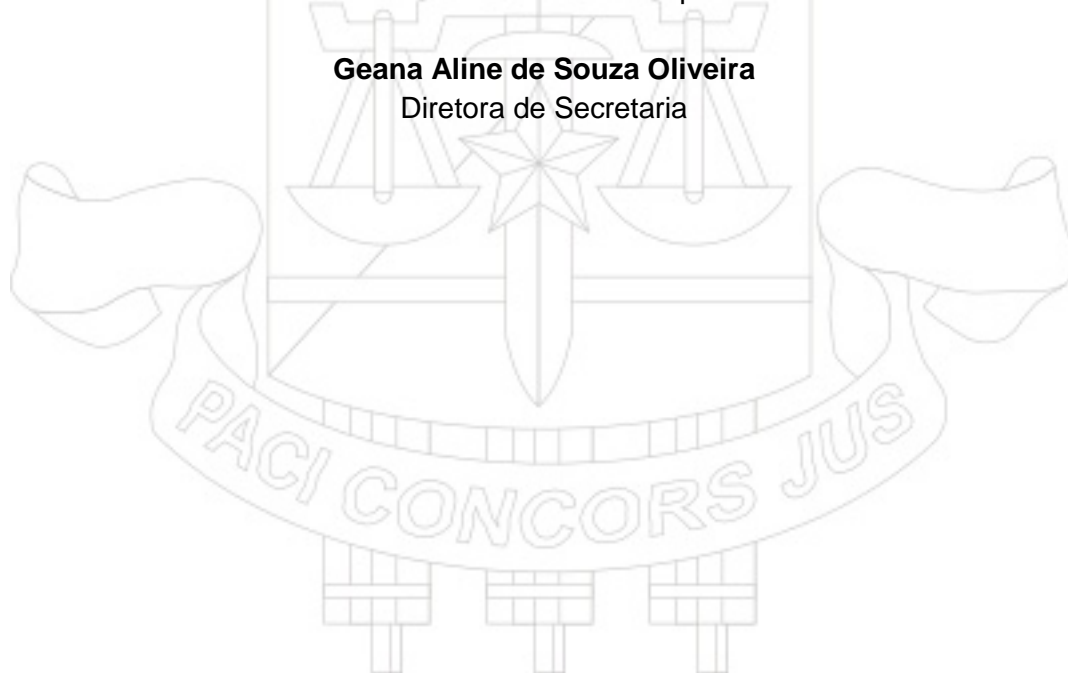 Geana Aline de Souza Oliveira
Diretora de Secretaria
PACI CONCORS JUS